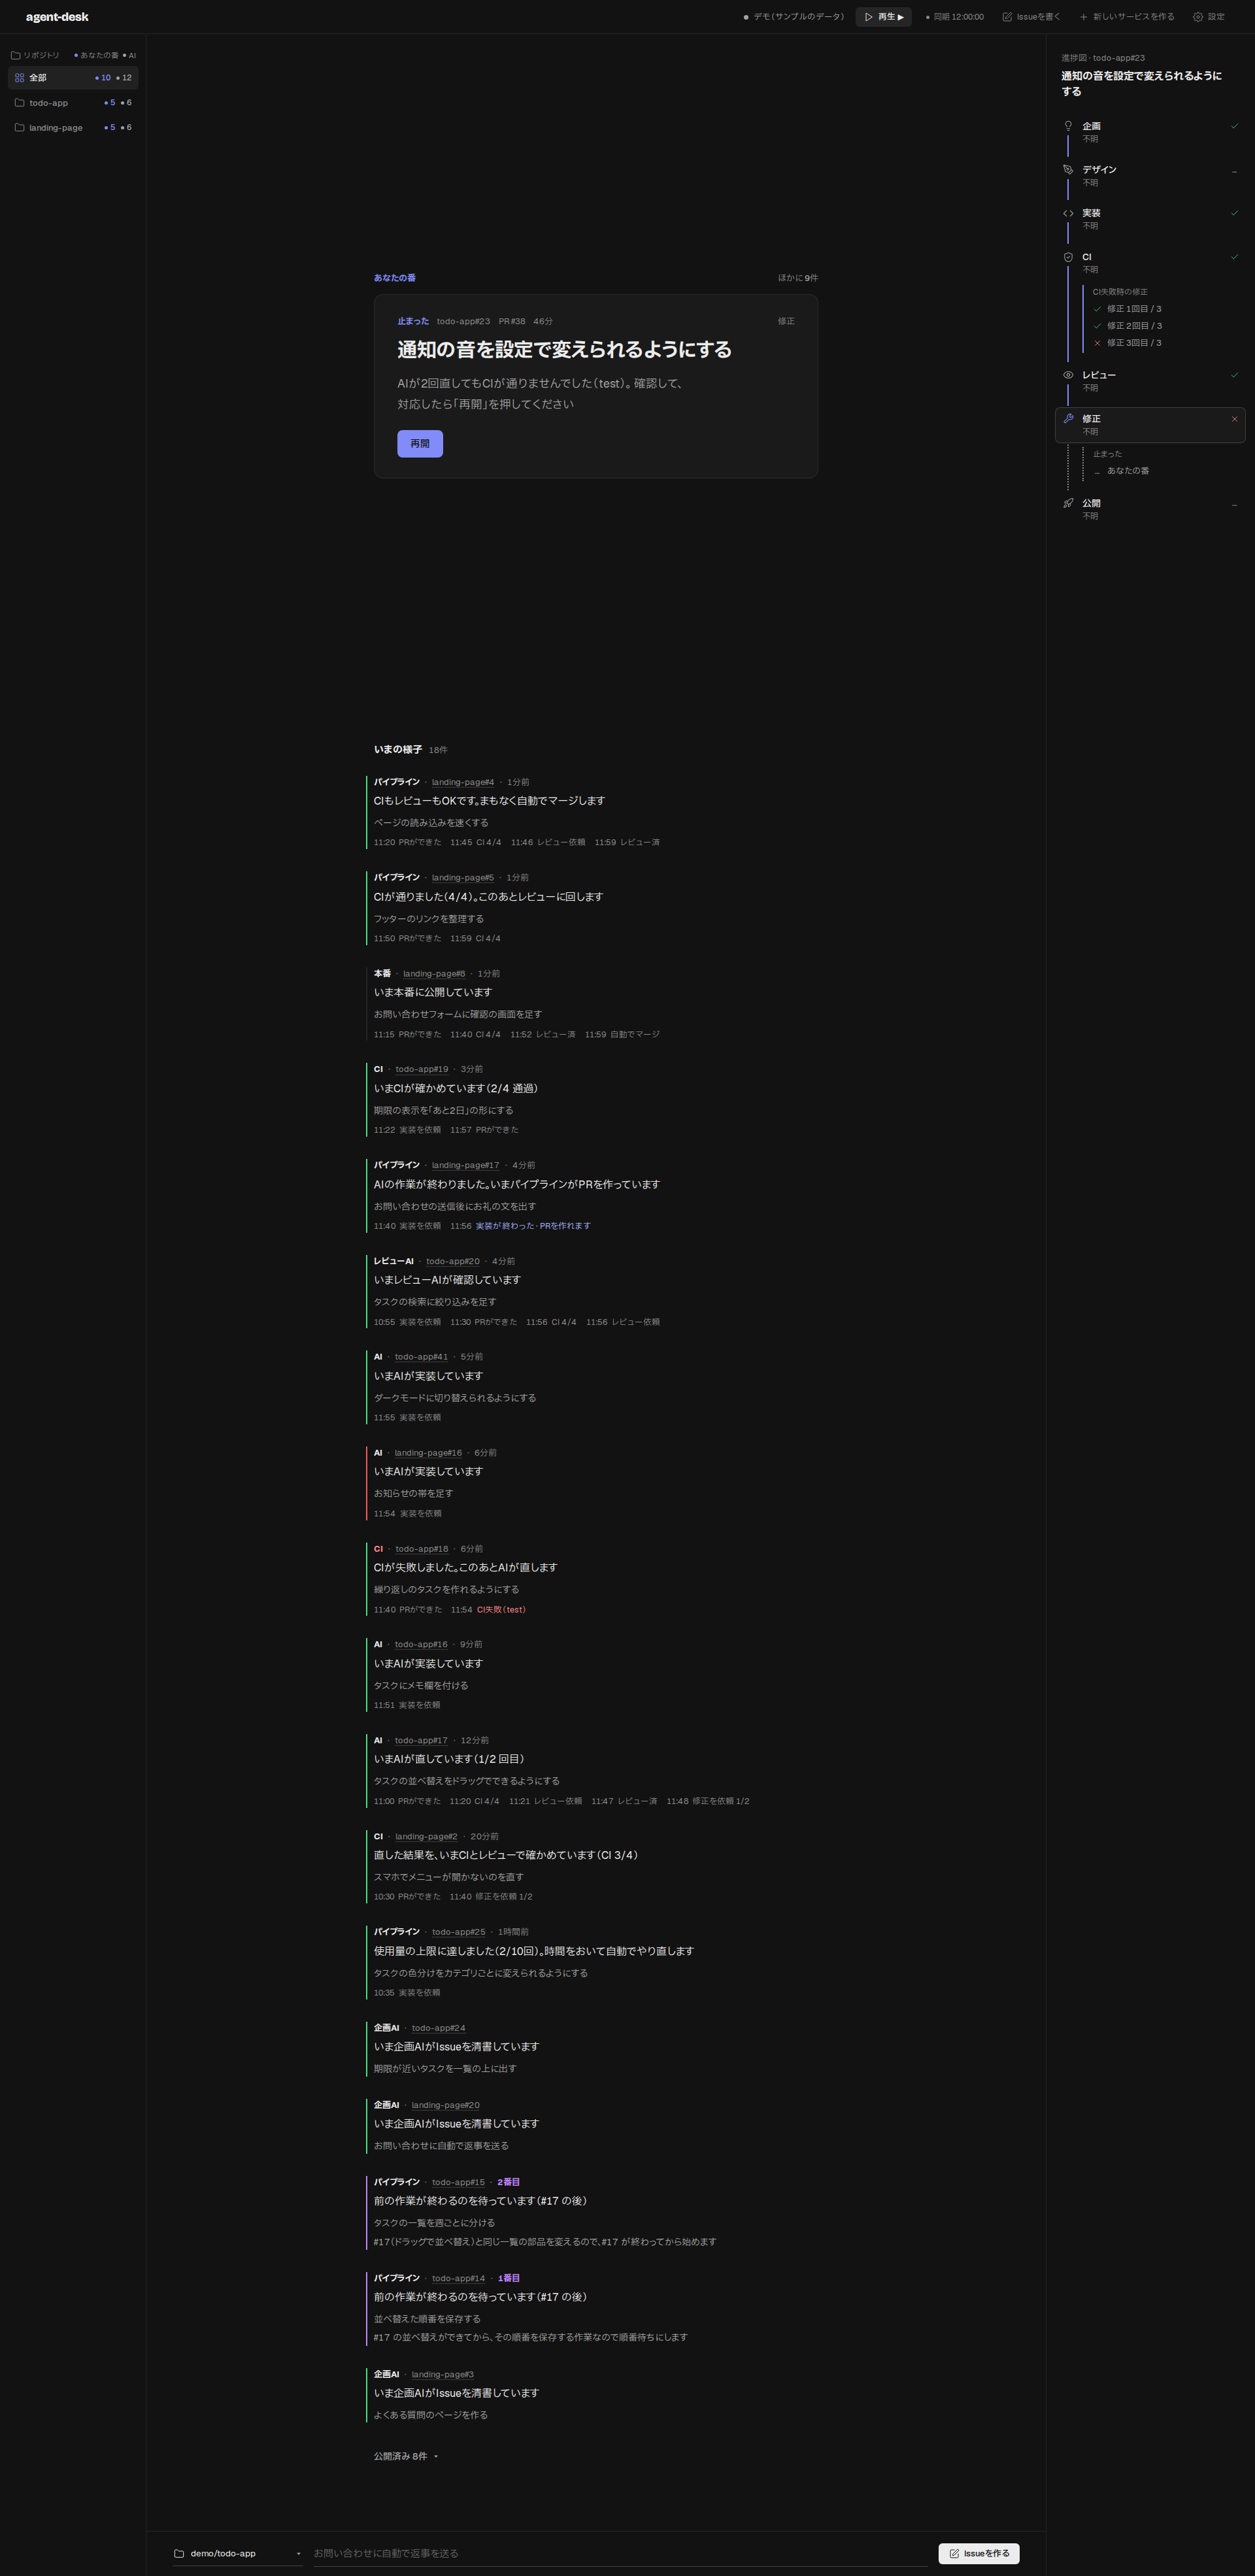 agent-desk
デモ(サンプルのデータ)
再生 ▶
同期 12:00:00
Issueを書く
新しいサービスを作る
設定
リポジトリ
あなたの番
AI
全部 10 12
todo-app 5 6
landing-page 5 6
あなたの番
ほかに 9件
止まった todo-app#23 PR #38 46分
修正
通知の音を設定で変えられるようにする
AIが2回直してもCIが通りませんでした(test)。確認して、
対応したら「再開」を押してください
再開
いまの様子 18件
パイプライン · landing-page#4 · 1分前
CIもレビューもOKです。まもなく自動でマージします
ページの読み込みを速くする
11:20 PRができた 11:45 CI 4/4 11:46 レビュー依頼 11:59 レビュー済
パイプライン · landing-page#5 · 1分前
CIが通りました(4/4)。このあとレビューに回します
フッターのリンクを整理する
11:50 PRができた 11:59 CI 4/4
本番 · landing-page#8 · 1分前
いま本番に公開しています
お問い合わせフォームに確認の画面を足す
11:15 PRができた 11:40 CI 4/4 11:52 レビュー済 11:59 自動でマージ
CI · todo-app#19 · 3分前
いまCIが確かめています(2/4 通過)
期限の表示を「あと2日」の形にする
11:22 実装を依頼 11:57 PRができた
パイプライン · landing-page#17 · 4分前
AIの作業が終わりました。いまパイプラインがPRを作っています
お問い合わせの送信後にお礼の文を出す
11:40 実装を依頼 11:56 実装が終わった · PRを作れます
レビューAI · todo-app#20 · 4分前
いまレビューAIが確認しています
タスクの検索に絞り込みを足す
10:55 実装を依頼 11:30 PRができた 11:56 CI 4/4 11:56 レビュー依頼
AI · todo-app#41 · 5分前
いまAIが実装しています
ダークモードに切り替えられるようにする
11:55 実装を依頼
AI · landing-page#16 · 6分前
いまAIが実装しています
お知らせの帯を足す
11:54 実装を依頼
CI · todo-app#18 · 6分前
CIが失敗しました。このあとAIが直します
繰り返しのタスクを作れるようにする
11:40 PRができた 11:54 CI失敗(test)
AI · todo-app#16 · 9分前
いまAIが実装しています
タスクにメモ欄を付ける
11:51 実装を依頼
AI · todo-app#17 · 12分前
いまAIが直しています(1/2 回目)
タスクの並べ替えをドラッグでできるようにする
11:00 PRができた 11:20 CI 4/4 11:21 レビュー依頼 11:47 レビュー済 11:48 修正を依頼 1/2
CI · landing-page#2 · 20分前
直した結果を、いまCIとレビューで確かめています(CI 3/4)
スマホでメニューが開かないのを直す
10:30 PRができた 11:40 修正を依頼 1/2
パイプライン · todo-app#25 · 1時間前
使用量の上限に達しました(2/10回)。時間をおいて自動でやり直します
タスクの色分けをカテゴリごとに変えられるようにする
10:35 実装を依頼
企画AI · todo-app#24
いま企画AIがIssueを清書しています
期限が近いタスクを一覧の上に出す
企画AI · landing-page#20
いま企画AIがIssueを清書しています
お問い合わせに自動で返事を送る
パイプライン · todo-app#15 · 2番目
前の作業が終わるのを待っています(#17 の後)
タスクの一覧を週ごとに分ける
#17(ドラッグで並べ替え)と同じ一覧の部品を変えるので、#17 が終わってから始めます
パイプライン · todo-app#14 · 1番目
前の作業が終わるのを待っています(#17 の後)
並べ替えた順番を保存する
#17 の並べ替えができてから、その順番を保存する作業なので順番待ちにします
企画AI · landing-page#3
いま企画AIがIssueを清書しています
よくある質問のページを作る
公開済み 8件
demo/todo-app
お問い合わせに自動で返事を送る
Issueを作る
進捗図 · todo-app#23
通知の音を設定で変えられるように
する
企画
不明
デザイン
不明
実装
不明
CI
不明
CI失敗時の修正
修正 1回目 / 3
修正 2回目 / 3
修正 3回目 / 3
レビュー
不明
修正
不明
止まった
あなたの番
公開
不明